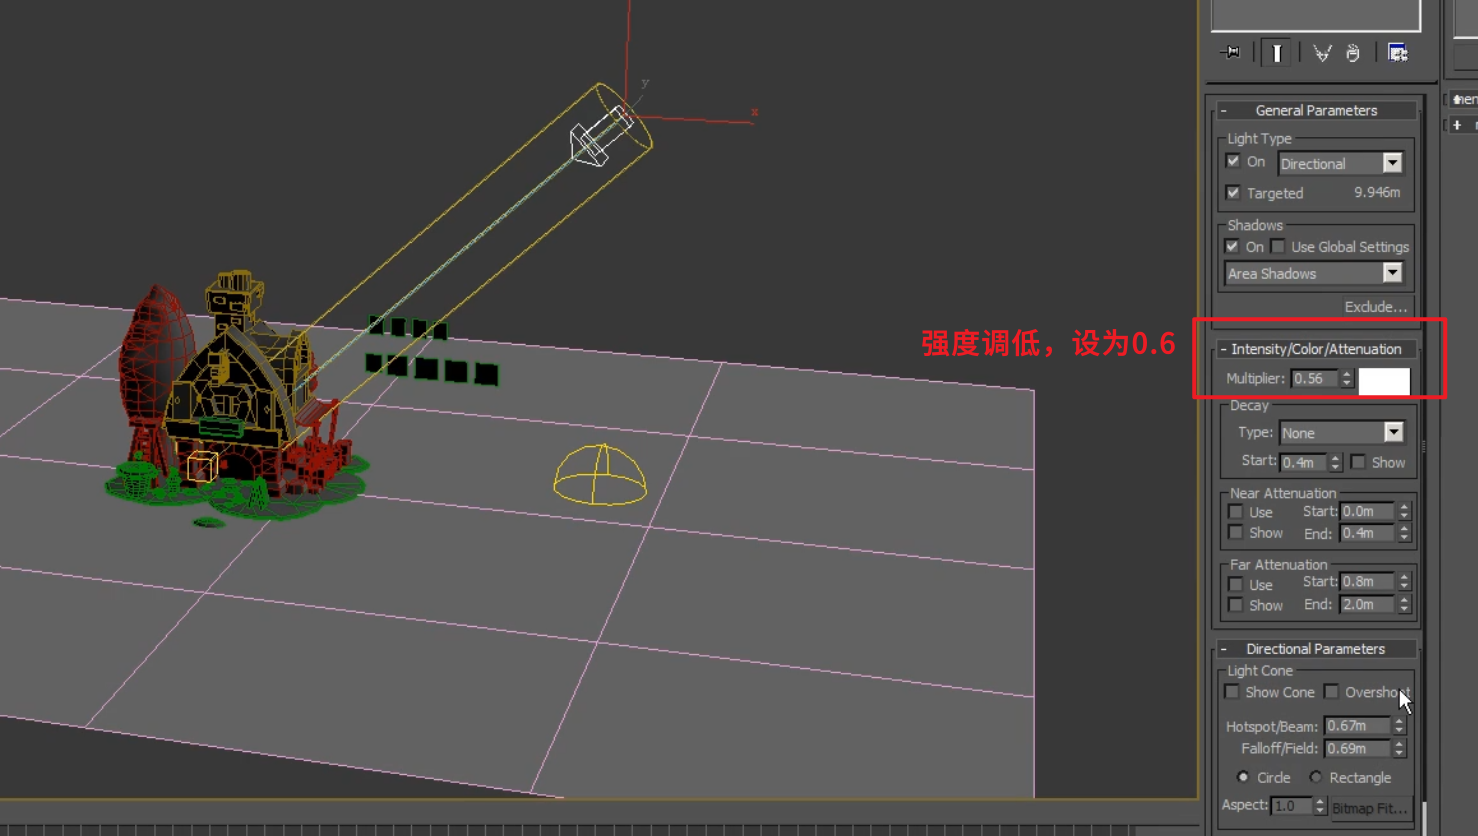 y
x
General Parameters
Light Type
On Directional
Targeted 9.946m
Shadows
On Use Global Settings
Area Shadows
Exclude...
强度调低，设为0.6
- Intensity/Color/Attenuation
Multiplier: 0.56
Decay
Type: None
Start: 0.4m Show
Near Attenuation
Use Start: 0.0m
Show End: 0.4m
Far Attenuation
Use Start: 0.8m
Show End: 2.0m
- Directional Parameters
Light Cone
Show Cone Overshoot
Hotspot/Beam: 0.67m
Falloff/Field: 0.69m
Circle Rectangle
Aspect: 1.0 Bitmap Fit...